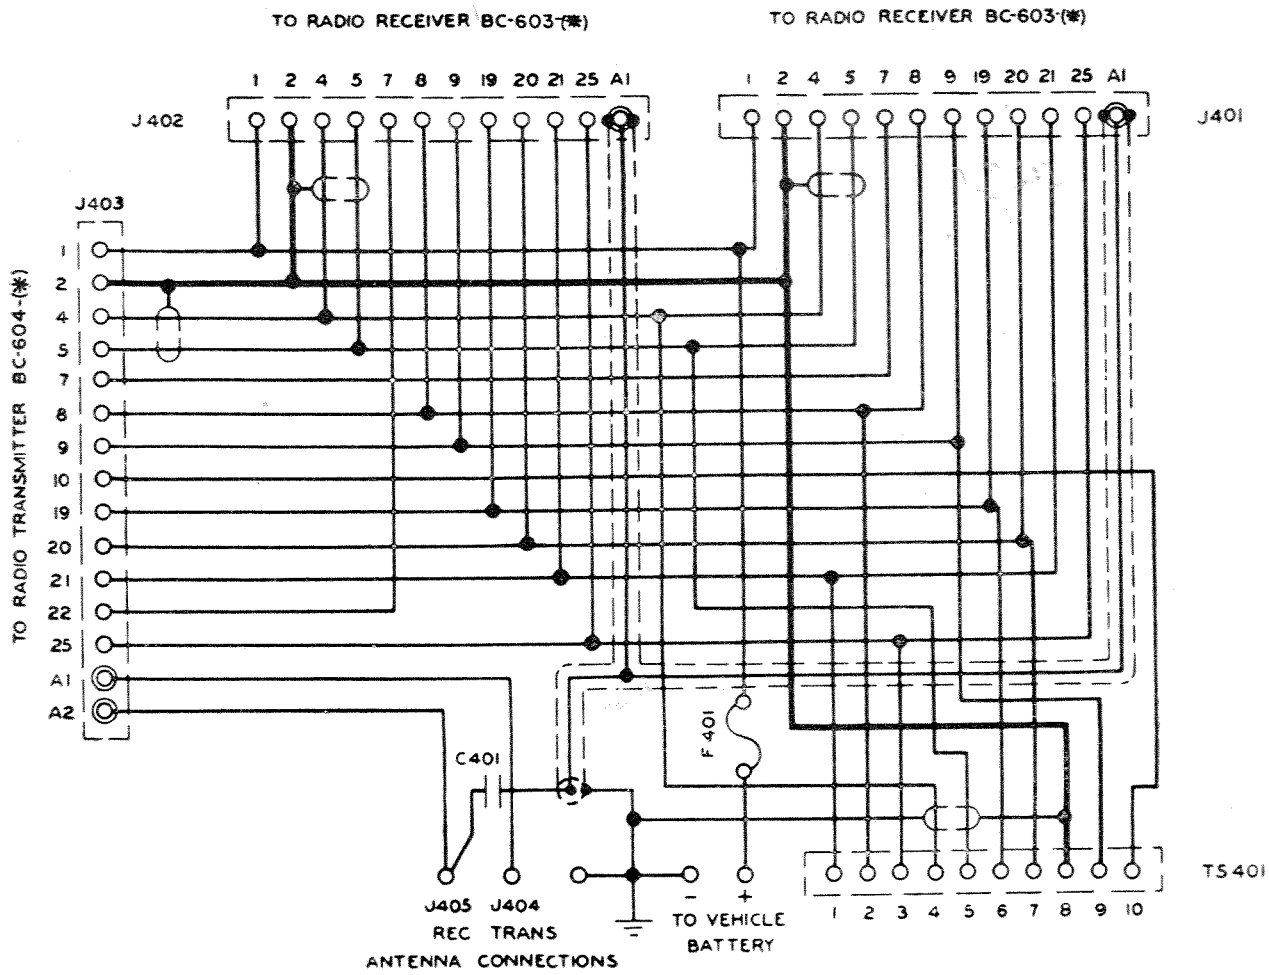 TO RADIO RECEIVER BC-603-(*)
TO RADIO RECEIVER BC-603-(*)
1 2 4 5 7 8 9 19 20 21 25 A1
1 2 4 5 7 8 9 19 20 21 25 A1
J402
J401
J403
TO RADIO TRANSMITTER BC-604-(*)
1
2
4
5
7
8
9
10
19
20
21
22
25
A1
A2
F401
C401
TS401
J405 J404
REC TRANS
ANTENNA CONNECTIONS
- +
TO VEHICLE
BATTERY
1 2 3 4 5 6 7 8 9 10